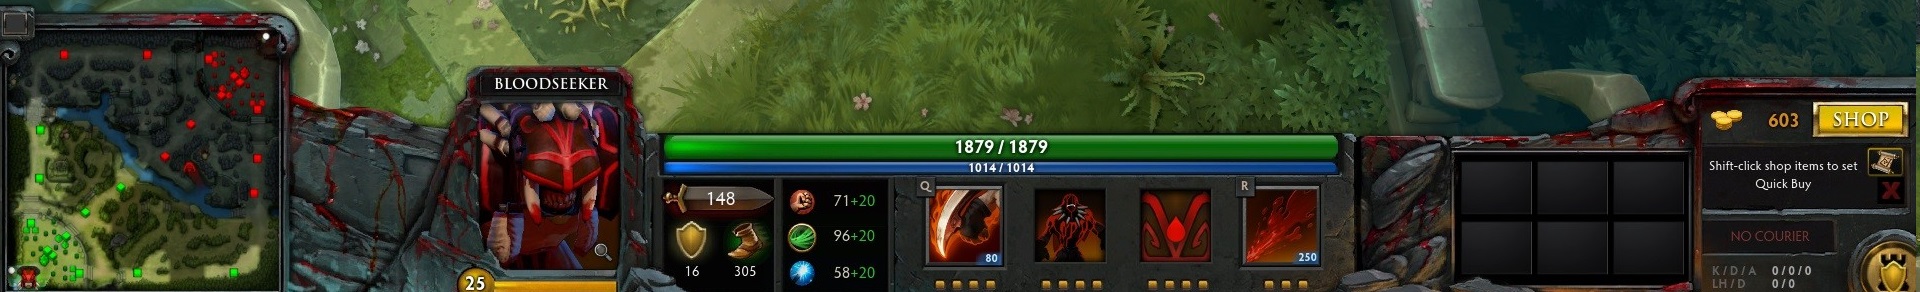 BLOODSEEKER
25
1879 / 1879
1014 / 1014
148
16
305
71+20
96+20
58+20
Q
80
R
250
603
SHOP
Shift-click shop items to set
Quick Buy
NO COURIER
K / D / A 0/0/0
LH / D 0/0